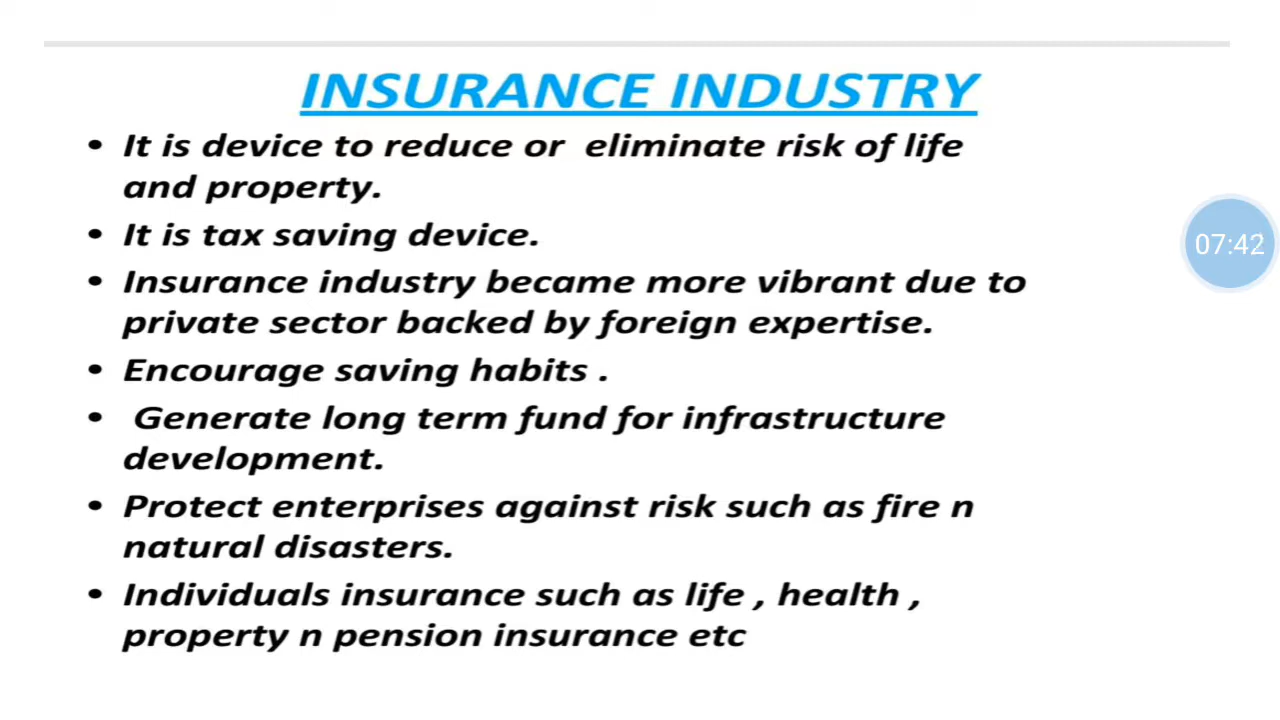 INSURANCE INDUSTRY
• It is device to reduce or eliminate risk of life
and property.
• It is tax saving device.
• Insurance industry became more vibrant due to
private sector backed by foreign expertise.
• Encourage saving habits .
• Generate long term fund for infrastructure
development.
• Protect enterprises against risk such as fire n
natural disasters.
• Individuals insurance such as life , health ,
property n pension insurance etc
07:42